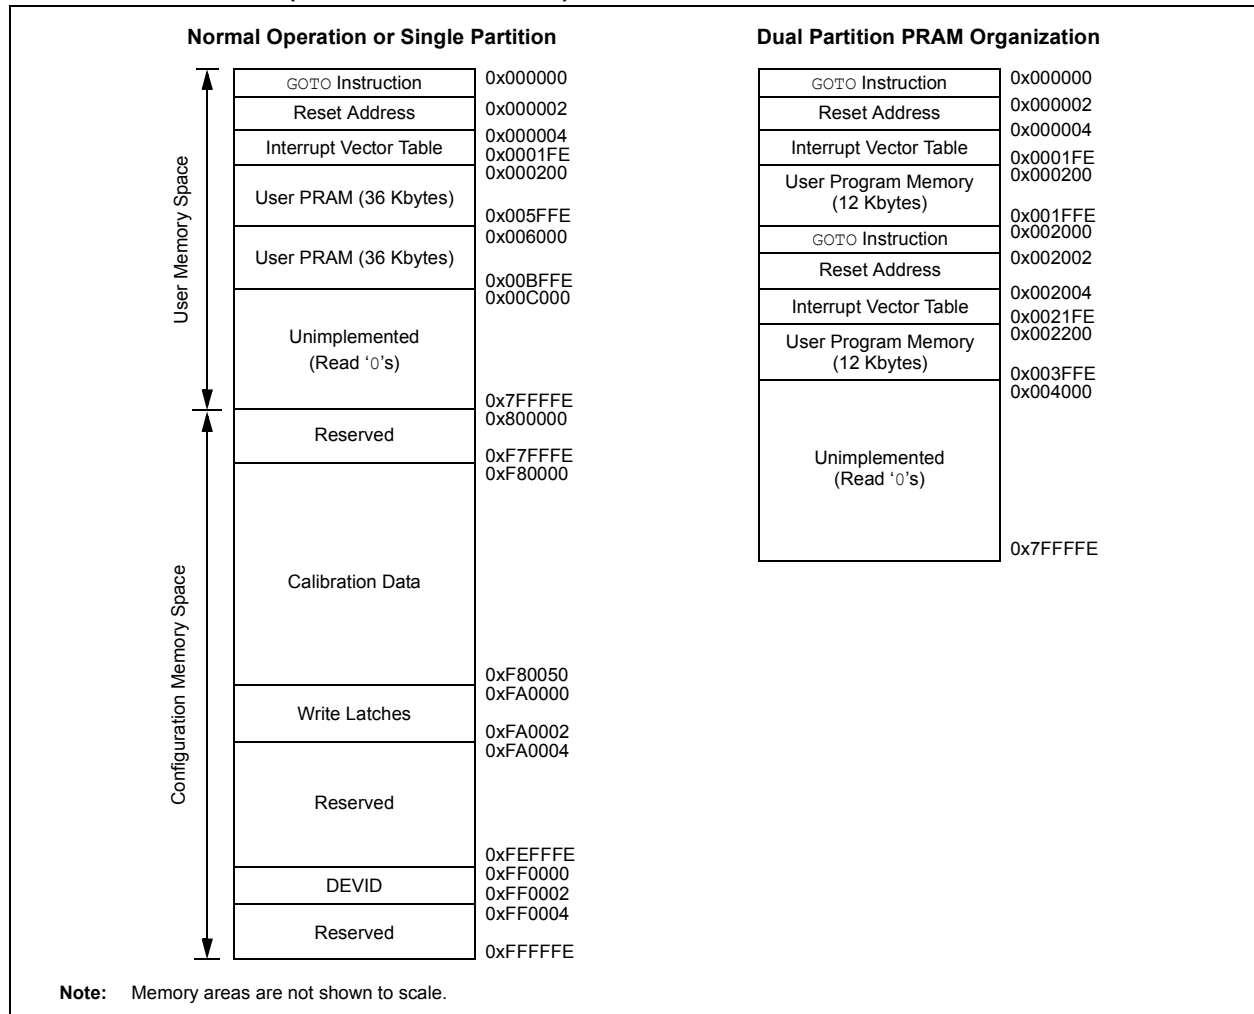 Normal Operation or Single Partition
GOTO Instruction
0x000000
Reset Address
0x000002
Interrupt Vector Table
0x000004
0x0001FE
User PRAM (36 Kbytes)
0x000200
0x005FFE
User PRAM (36 Kbytes)
0x006000
0x00BFFE
Unimplemented
(Read ‘0’s)
0x00C000
0x7FFFFE
Reserved
0x800000
0xF7FFFE
Calibration Data
0xF80000
0xF80050
Write Latches
0xFA0000
0xFA0002
Reserved
0xFA0004
0xFEFFFE
DEVID
0xFF0000
0xFF0002
Reserved
0xFF0004
0xFFFFFE
User Memory Space
Configuration Memory Space
Dual Partition PRAM Organization
GOTO Instruction
0x000000
Reset Address
0x000002
Interrupt Vector Table
0x000004
0x0001FE
User Program Memory
(12 Kbytes)
0x000200
0x001FFE
GOTO Instruction
0x002000
Reset Address
0x002002
Interrupt Vector Table
0x002004
0x0021FE
User Program Memory
(12 Kbytes)
0x002200
0x003FFE
Unimplemented
(Read ‘0’s)
0x004000
0x7FFFFE
Note: Memory areas are not shown to scale.